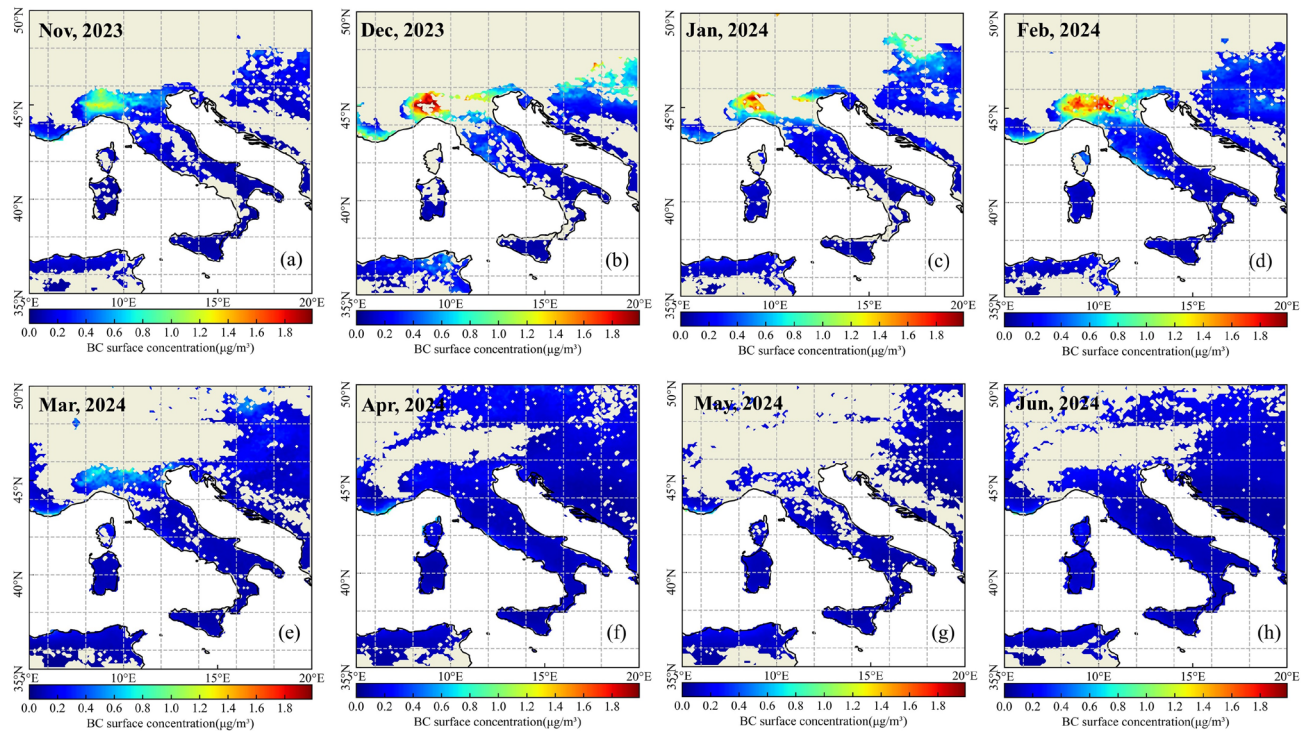 Nov, 2023
50°N
45°N
40°N
35°N
(a)
5°E
10°E
15°E
20°E
0.0 0.2 0.4 0.6 0.8 1.0 1.2 1.4 1.6 1.8
BC surface concentration(μg/m³)
Dec, 2023
50°N
45°N
40°N
35°N
(b)
5°E
10°E
15°E
20°E
0.0 0.2 0.4 0.6 0.8 1.0 1.2 1.4 1.6 1.8
BC surface concentration(μg/m³)
Jan, 2024
50°N
45°N
40°N
35°N
(c)
5°E
10°E
15°E
20°E
0.0 0.2 0.4 0.6 0.8 1.0 1.2 1.4 1.6 1.8
BC surface concentration(μg/m³)
Feb, 2024
50°N
45°N
40°N
35°N
(d)
5°E
10°E
15°E
20°E
0.0 0.2 0.4 0.6 0.8 1.0 1.2 1.4 1.6 1.8
BC surface concentration(μg/m³)
Mar, 2024
50°N
45°N
40°N
35°N
(e)
5°E
10°E
15°E
20°E
0.0 0.2 0.4 0.6 0.8 1.0 1.2 1.4 1.6 1.8
BC surface concentration(μg/m³)
Apr, 2024
50°N
45°N
40°N
35°N
(f)
5°E
10°E
15°E
20°E
0.0 0.2 0.4 0.6 0.8 1.0 1.2 1.4 1.6 1.8
BC surface concentration(μg/m³)
May, 2024
50°N
45°N
40°N
35°N
(g)
5°E
10°E
15°E
20°E
0.0 0.2 0.4 0.6 0.8 1.0 1.2 1.4 1.6 1.8
BC surface concentration(μg/m³)
Jun, 2024
50°N
45°N
40°N
35°N
(h)
5°E
10°E
15°E
20°E
0.0 0.2 0.4 0.6 0.8 1.0 1.2 1.4 1.6 1.8
BC surface concentration(μg/m³)